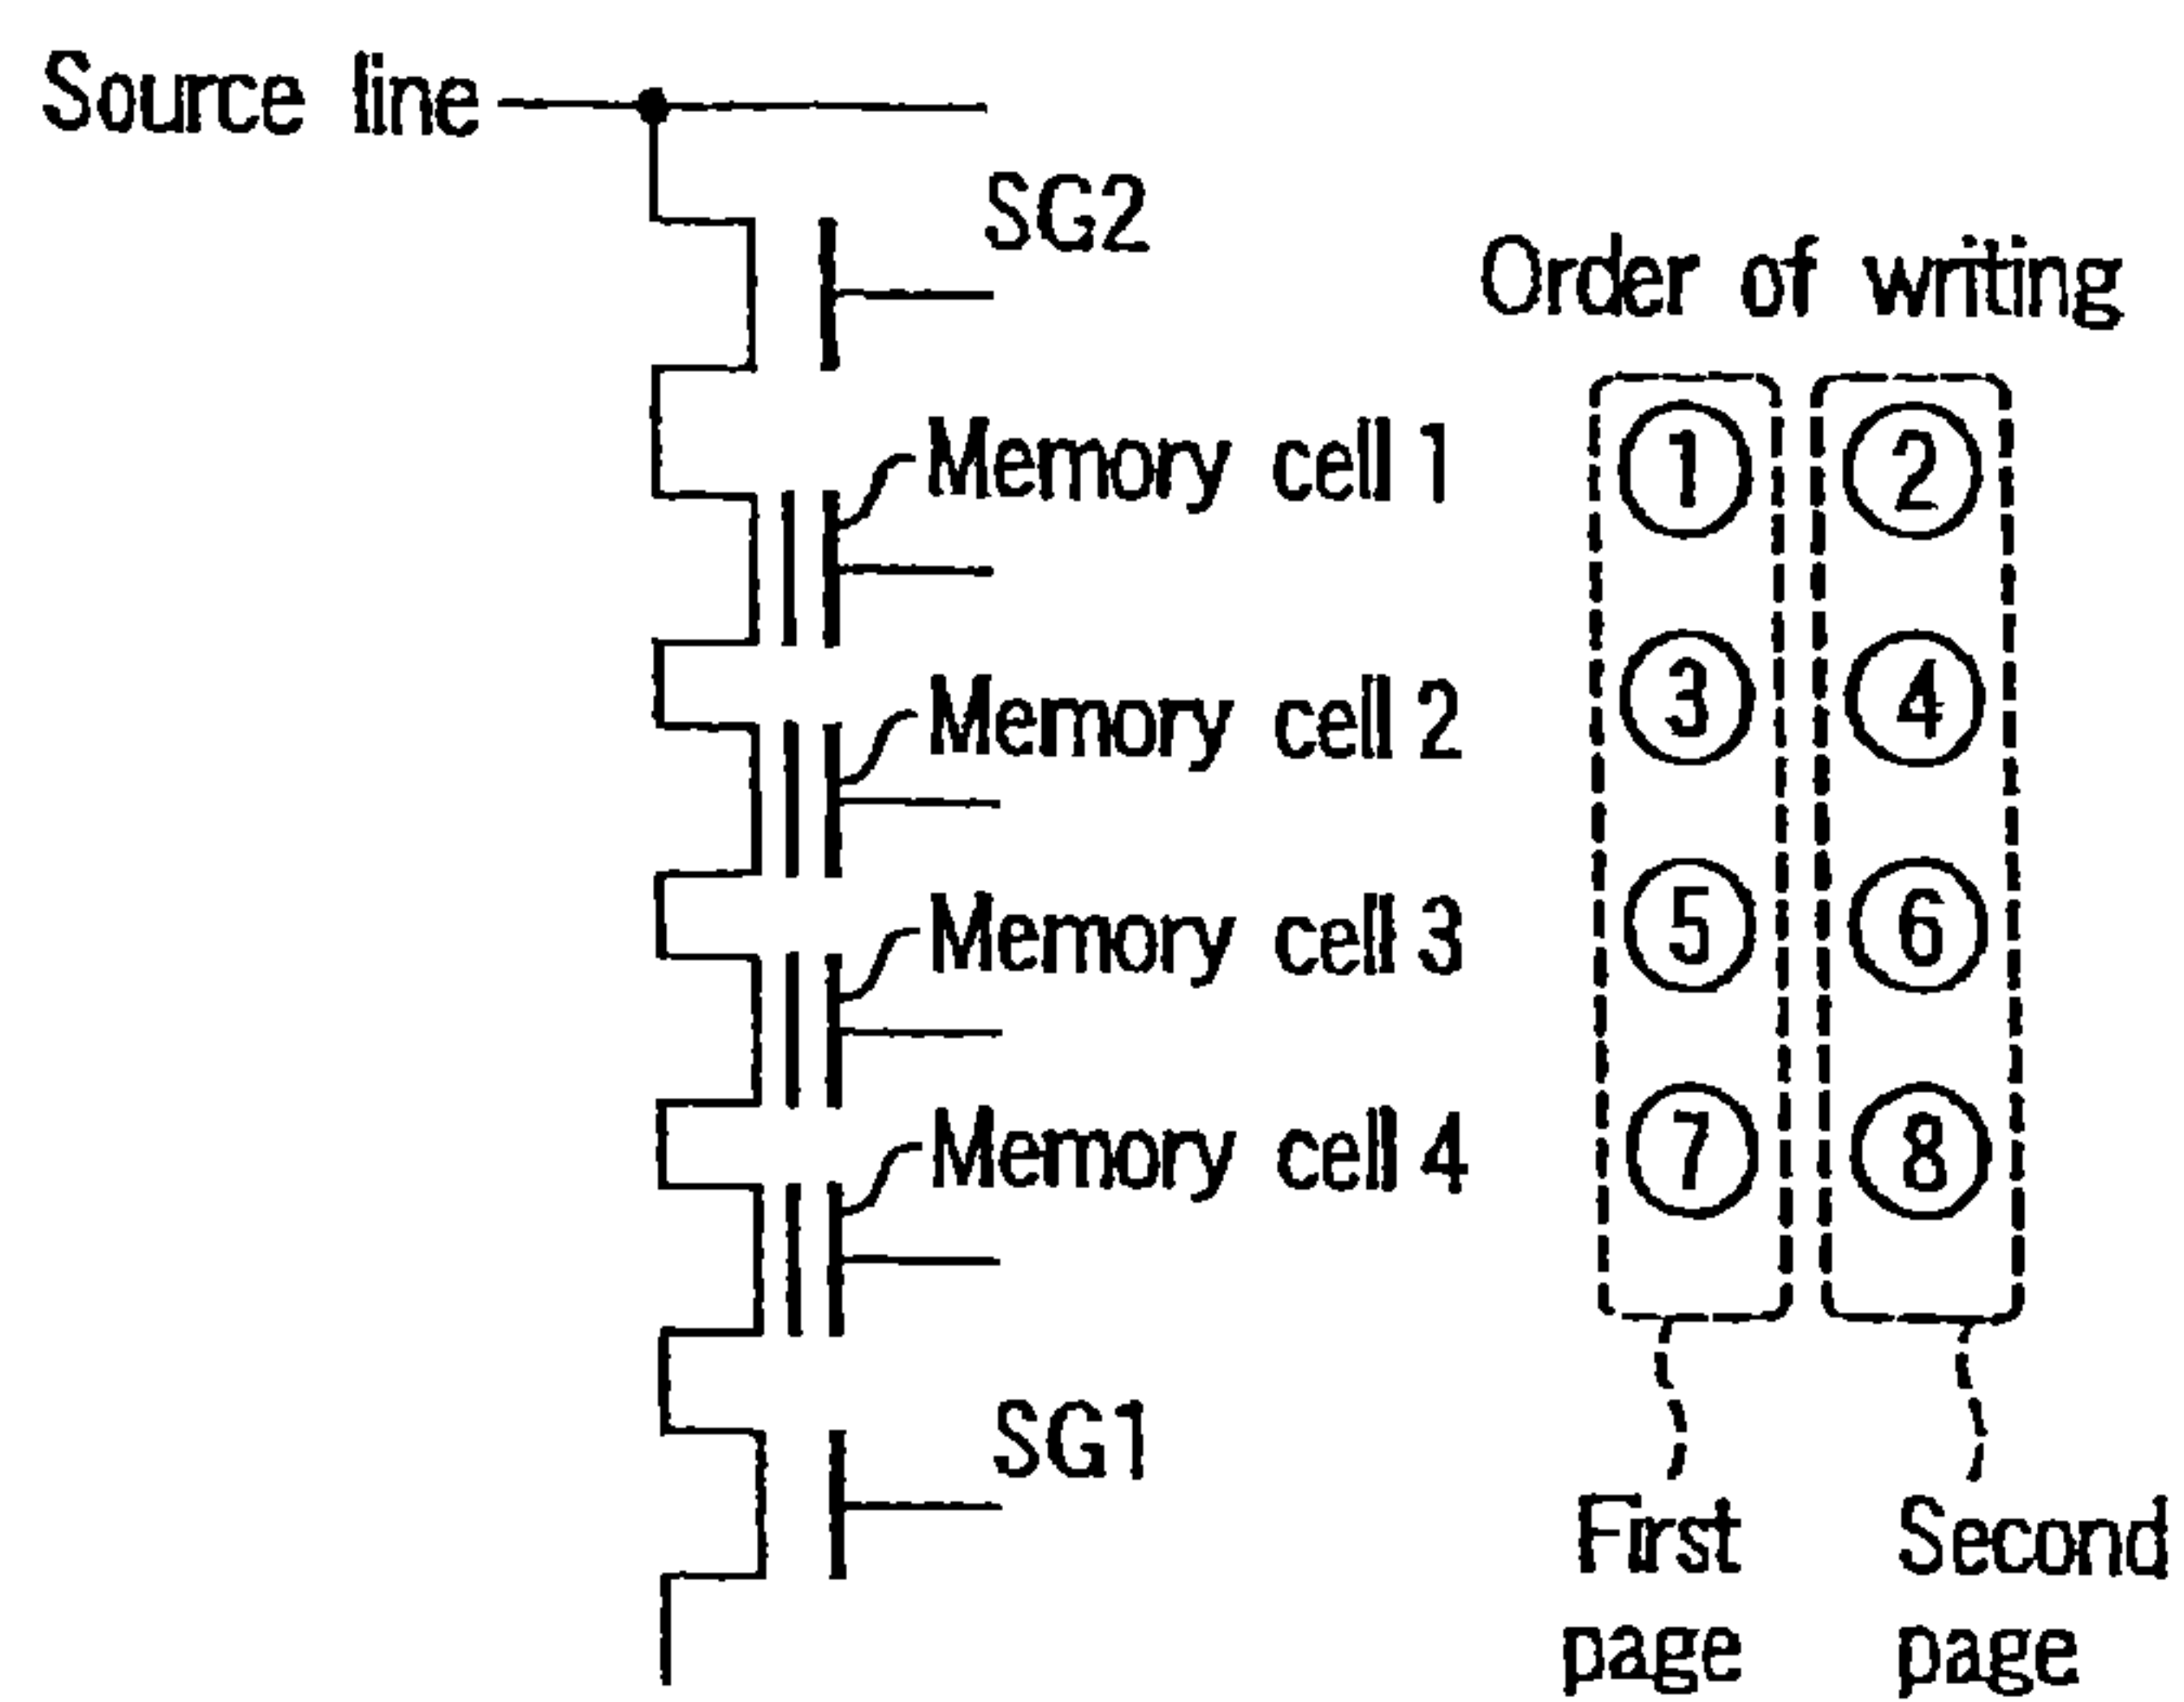 Source line
SG2
Order of writing
Memory cell 1
1 2
Memory cell 2
3 4
Memory cell 3
5 6
Memory cell 4
7 8
SG1
First page
Second page